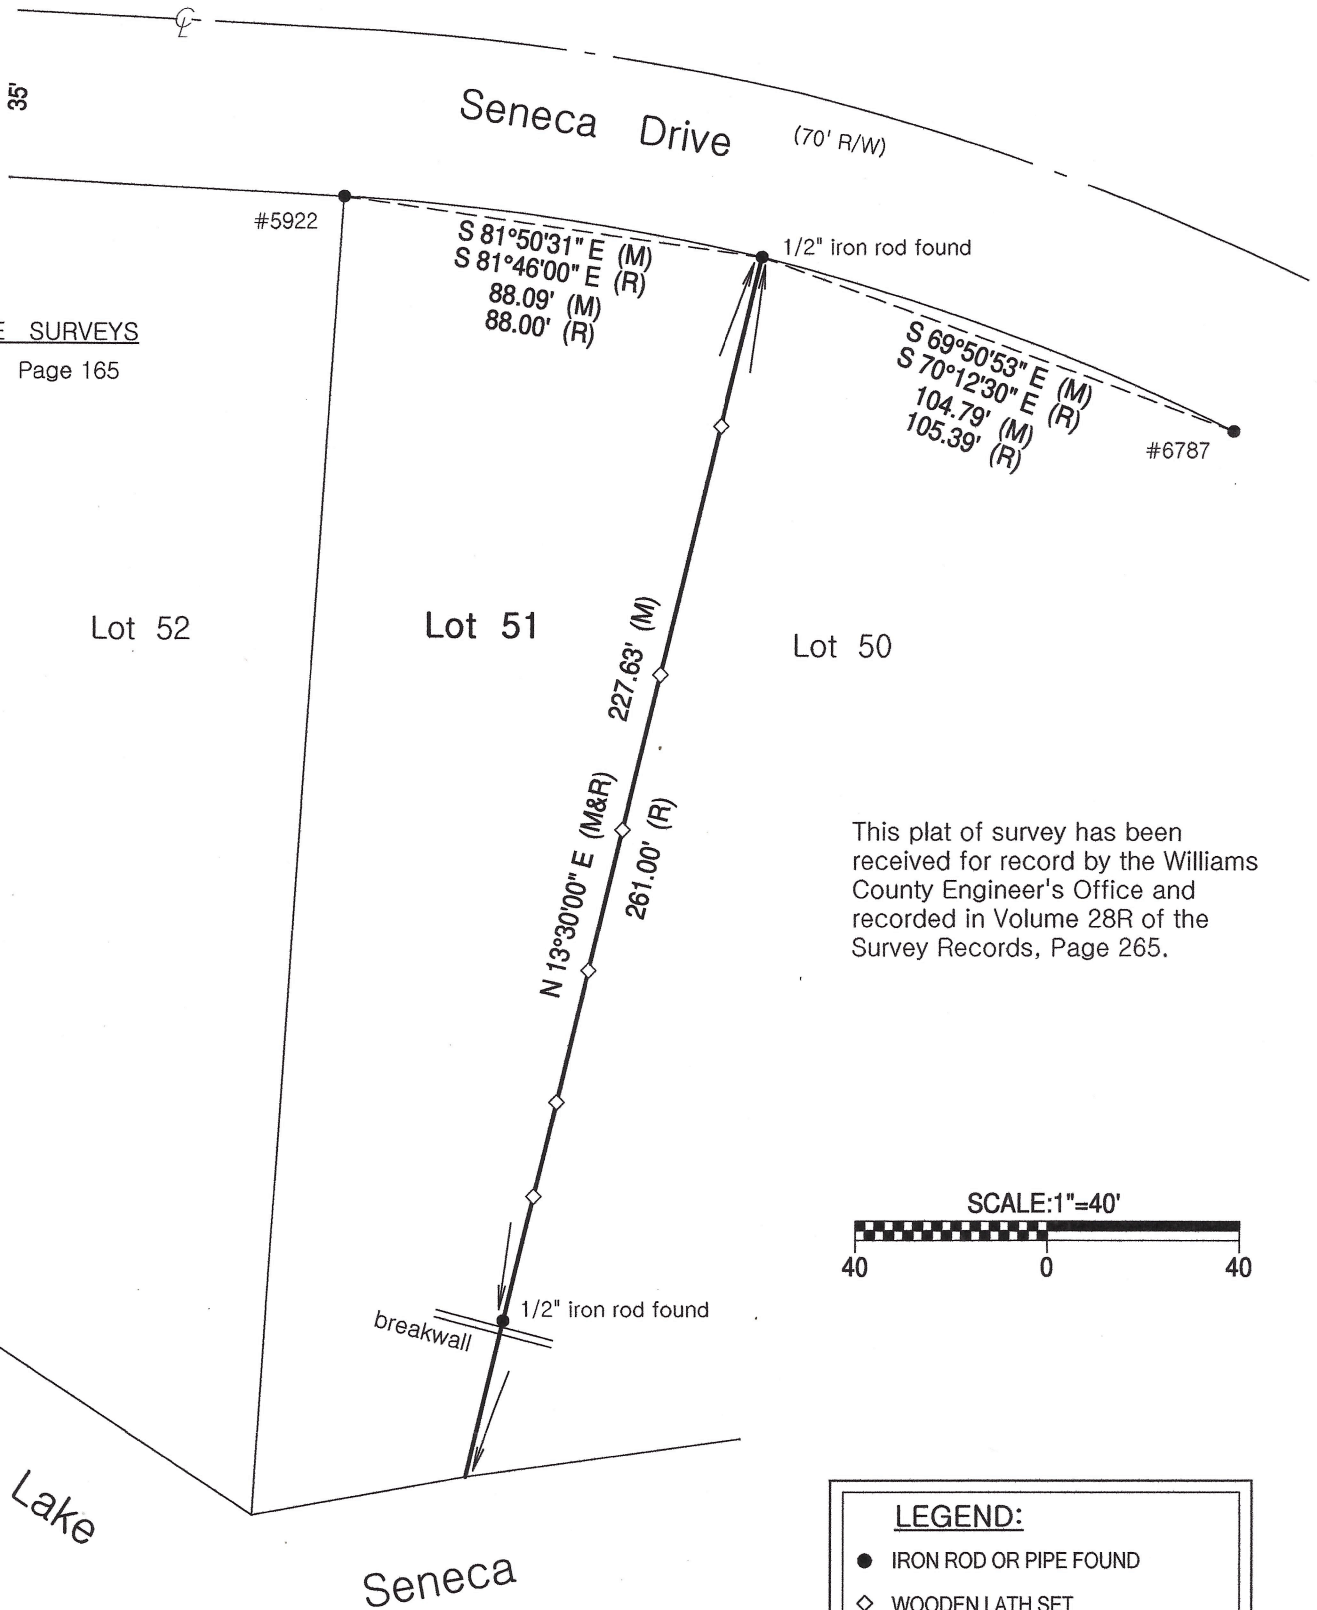 ℄
35'
Seneca Drive (70' R/W)
#5922
S 81°50'31" E (M)
S 81°46'00" E (R)
88.09' (M)
88.00' (R)
1/2" iron rod found
SURVEYS
Page 165
S 69°50'53" E (M)
S 70°12'30" E (R)
104.79' (M)
105.39' (R)
#6787
Lot 52
Lot 51
Lot 50
227.63' (M)
N 13°30'00" E (M&R)
261.00' (R)
This plat of survey has been
received for record by the Williams
County Engineer's Office and
recorded in Volume 28R of the
Survey Records, Page 265.
SCALE:1"=40'
40 0 40
1/2" iron rod found
breakwall
Lake
Seneca
LEGEND:
IRON ROD OR PIPE FOUND
WOODEN LATH SET